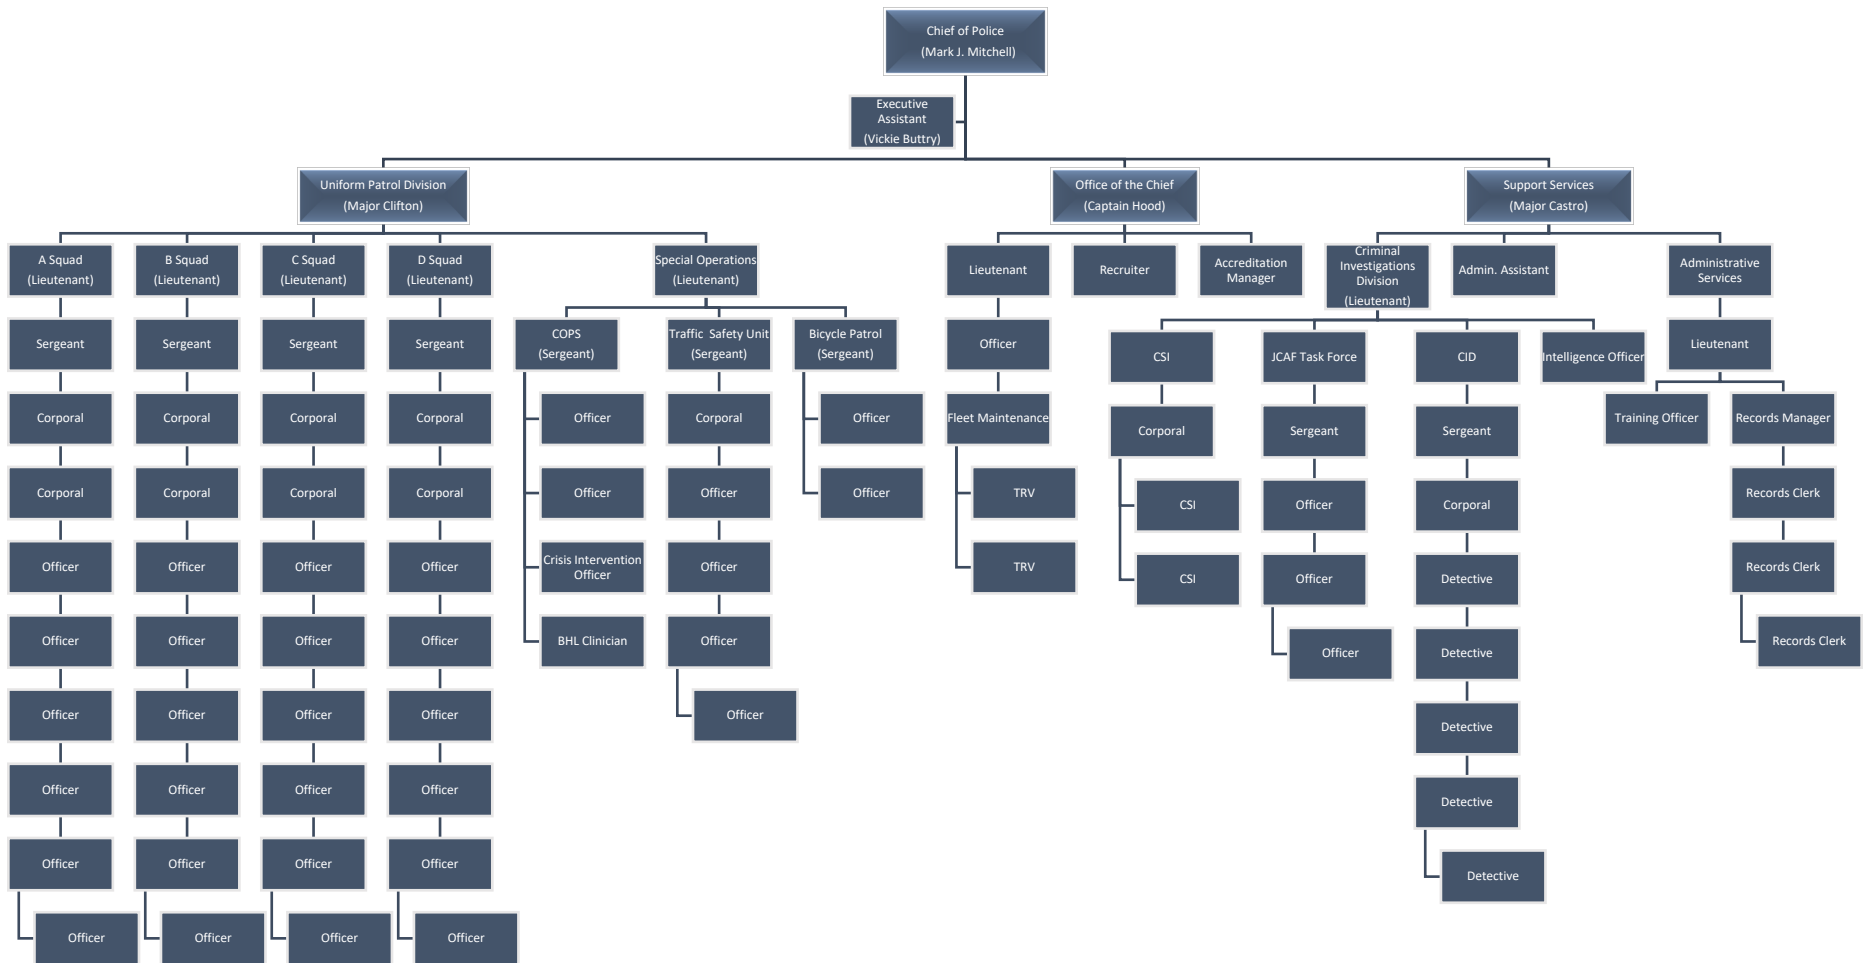 Chief of Police
(Mark J. Mitchell)
Executive
Assistant
(Vickie Buttry)
Uniform Patrol Division
(Major Clifton)
Office of the Chief
(Captain Hood)
Support Services
(Major Castro)
A Squad
(Lieutenant)
B Squad
(Lieutenant)
C Squad
(Lieutenant)
D Squad
(Lieutenant)
Special Operations
(Lieutenant)
Lieutenant
Recruiter
Accreditation
Manager
Criminal
Investigations
Division
(Lieutenant)
Admin. Assistant
Administrative
Services
Sergeant
Sergeant
Sergeant
Sergeant
COPS
(Sergeant)
Traffic Safety Unit
(Sergeant)
Bicycle Patrol
(Sergeant)
Officer
CSI
JCAF Task Force
CID
Intelligence Officer
Lieutenant
Corporal
Corporal
Corporal
Corporal
Officer
Corporal
Officer
Fleet Maintenance
Corporal
Sergeant
Sergeant
Training Officer
Records Manager
Corporal
Corporal
Corporal
Corporal
Officer
Officer
Officer
TRV
CSI
Officer
Corporal
Records Clerk
Officer
Officer
Officer
Officer
Crisis Intervention
Officer
Officer
TRV
CSI
Officer
Detective
Records Clerk
Officer
Officer
Officer
Officer
BHL Clinician
Officer
Officer
Detective
Records Clerk
Officer
Officer
Officer
Officer
Officer
Detective
Officer
Officer
Officer
Officer
Detective
Officer
Officer
Officer
Officer
Detective
Officer
Officer
Officer
Officer